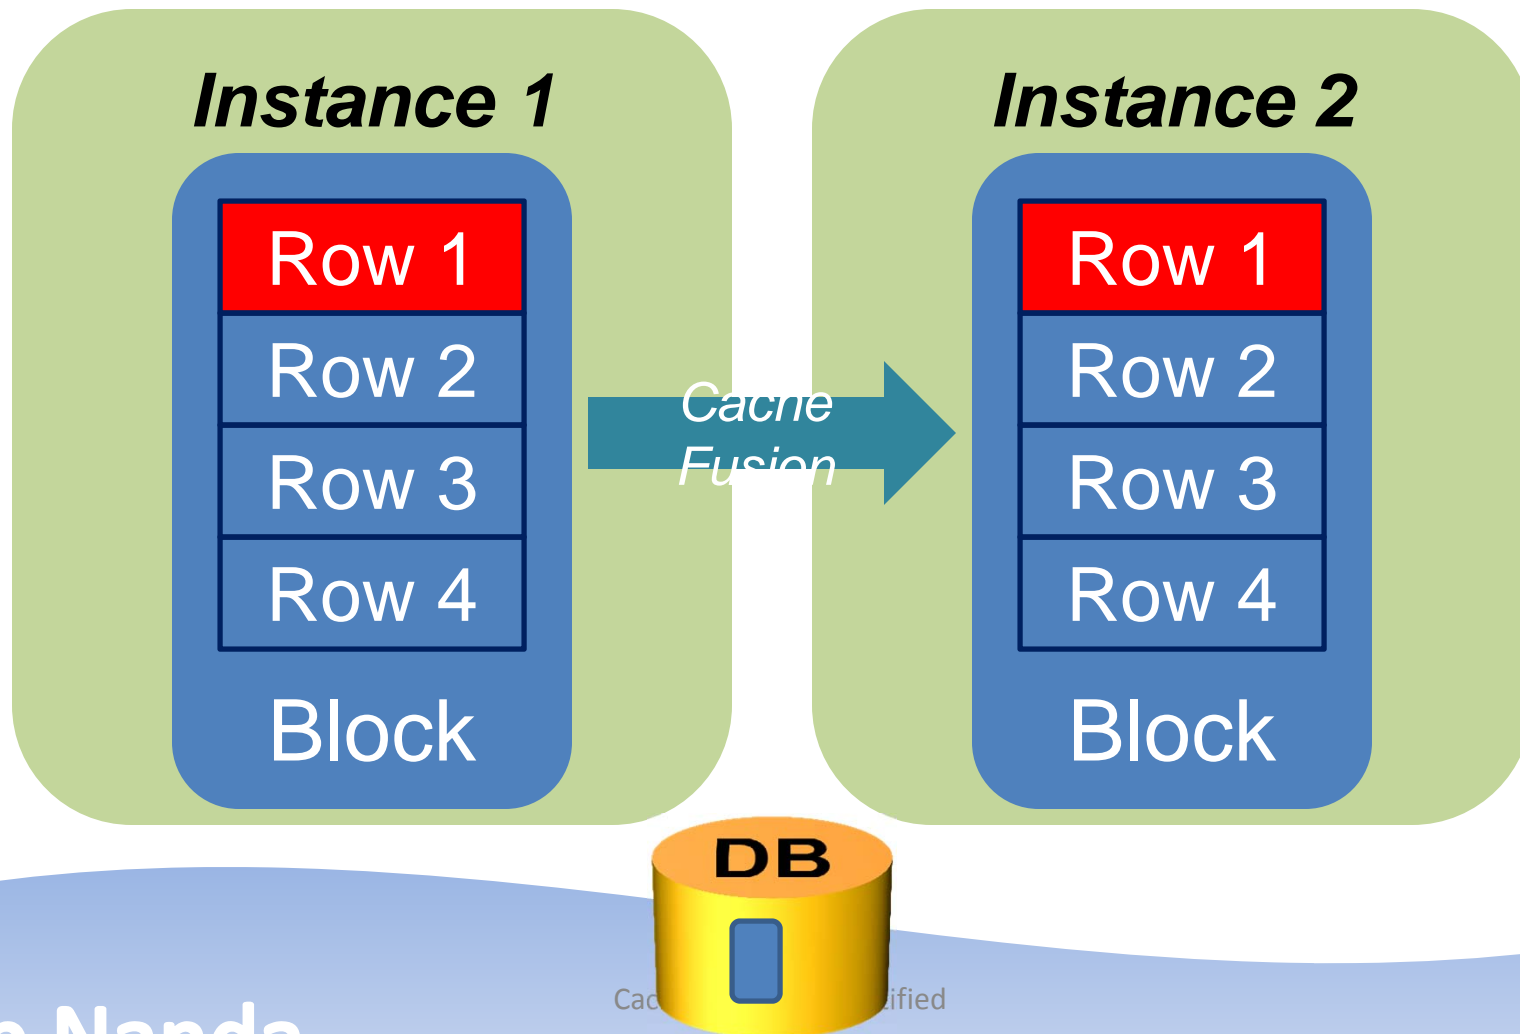 Instance 1
Row 1
Row 2
Row 3
Row 4
Block
Cache
Fusion
Instance 2
Row 1
Row 2
Row 3
Row 4
Block
DB
Nanda